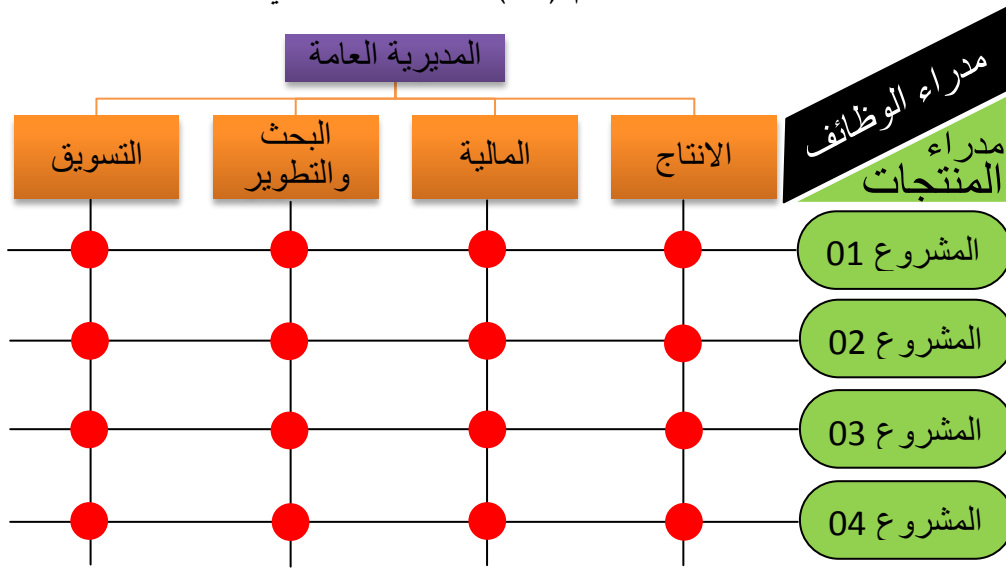 المديرية العامة
مدراء الوظائف
مدراء
المنتجات
الانتاج
المالية
البحث
والتطوير
التسويق
المشروع 01
المشروع 02
المشروع 03
المشروع 04